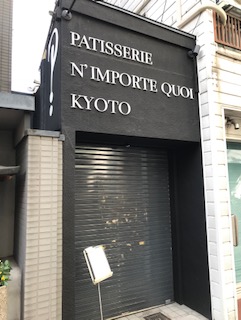 PATISSERIE
N' IMPORTE QUOI
KYOTO